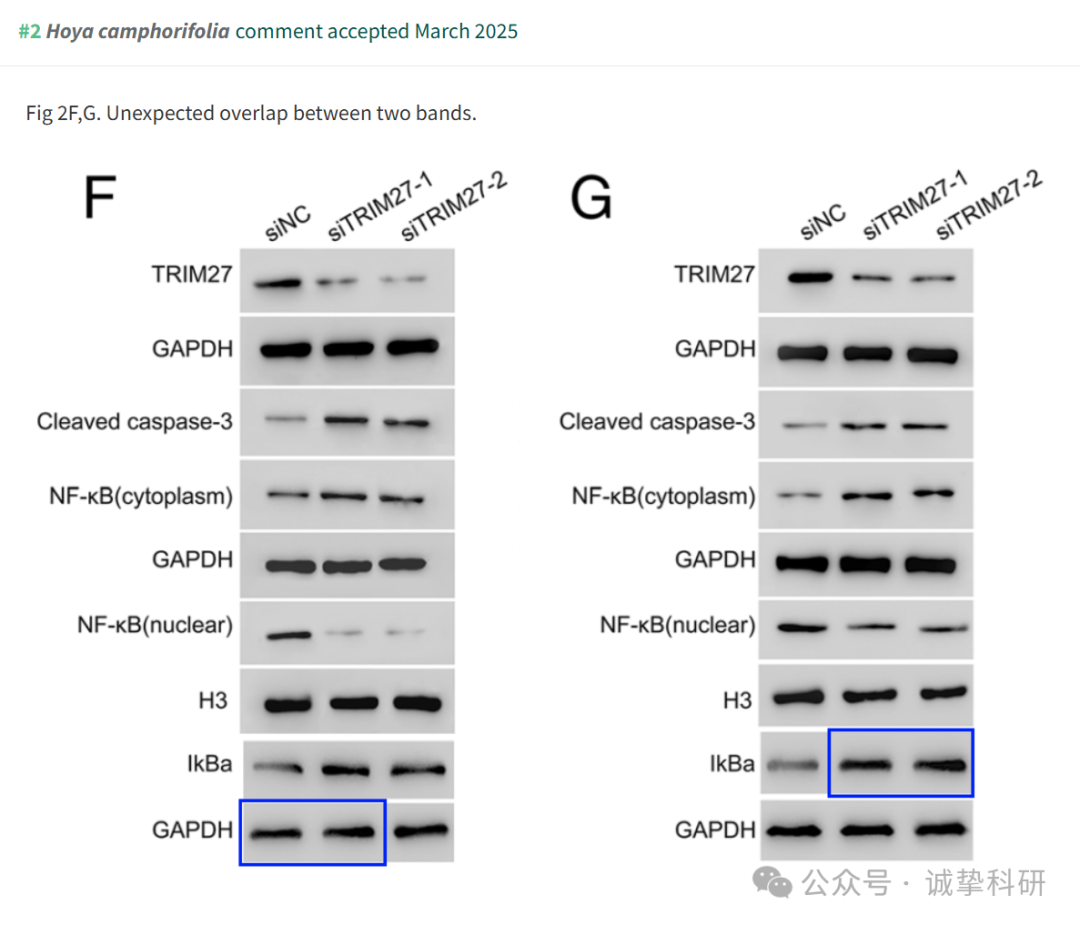 #2 Hoya camphorifolia comment accepted March 2025
Fig 2F,G. Unexpected overlap between two bands.
F
siNC
siTRIM27-1
siTRIM27-2
TRIM27
GAPDH
Cleaved caspase-3
NF-κB(cytoplasm)
GAPDH
NF-κB(nuclear)
H3
IkBa
GAPDH
G
siNC
siTRIM27-1
siTRIM27-2
TRIM27
GAPDH
Cleaved caspase-3
NF-κB(cytoplasm)
GAPDH
NF-κB(nuclear)
H3
IkBa
GAPDH
公众号 · 诚挚科研